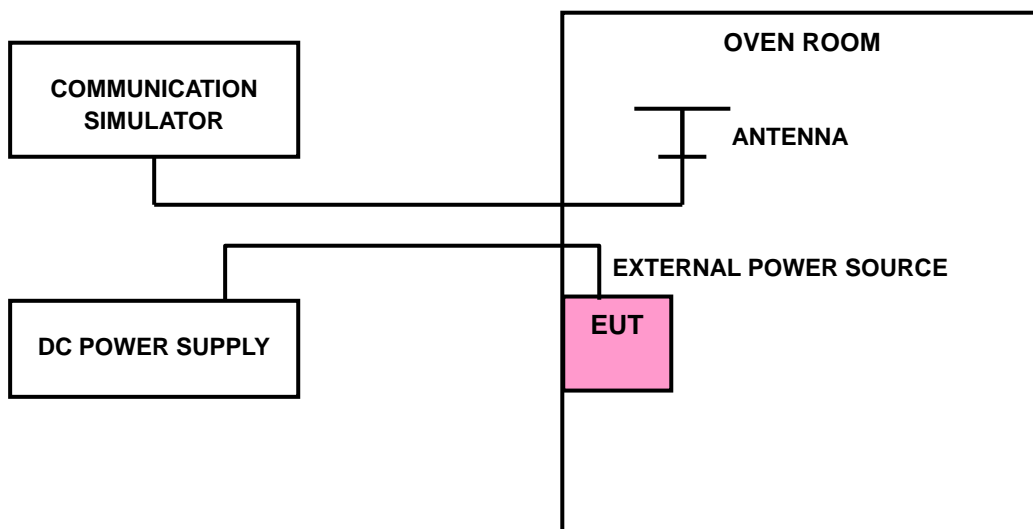 OVEN ROOM
COMMUNICATION
SIMULATOR
ANTENNA
EXTERNAL POWER SOURCE
EUT
DC POWER SUPPLY